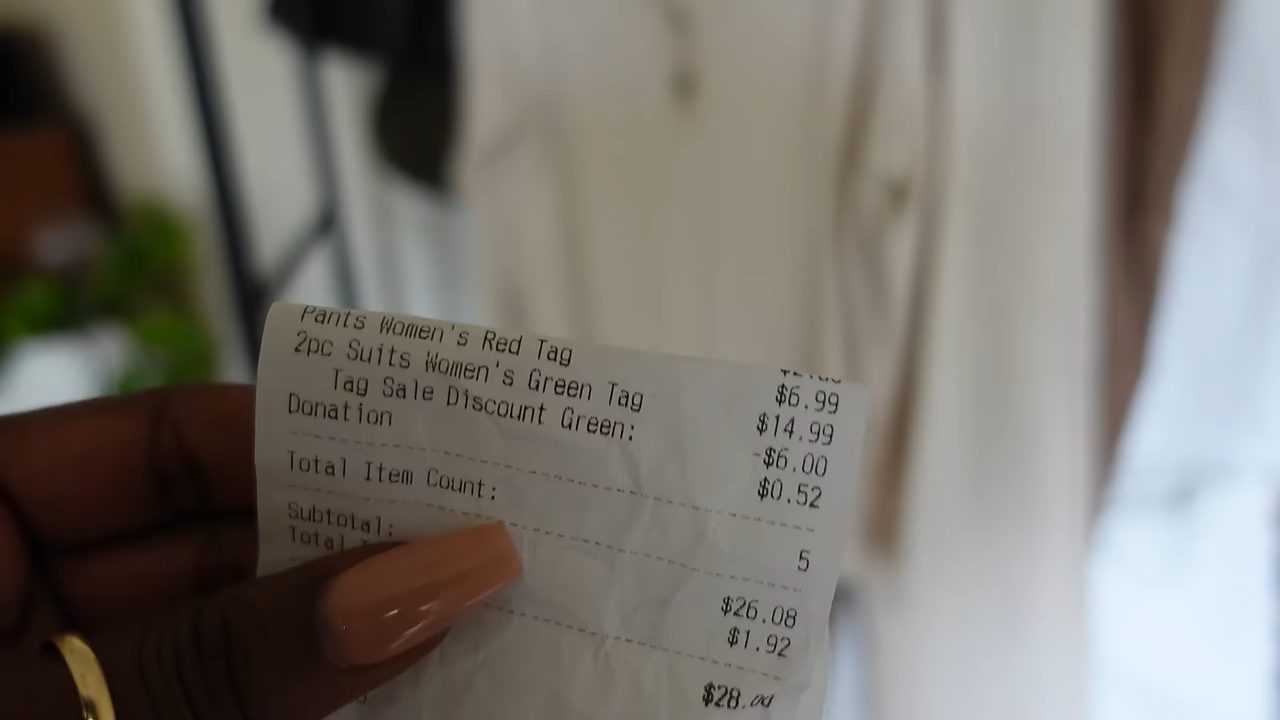 Pants Women's Red Tag $6.99
2pc Suits Women's Green Tag $14.99
Tag Sale Discount Green: -$6.00
Donation $0.52
Total Item Count: 5
Subtotal: $26.08
Total $1.92
$28.00